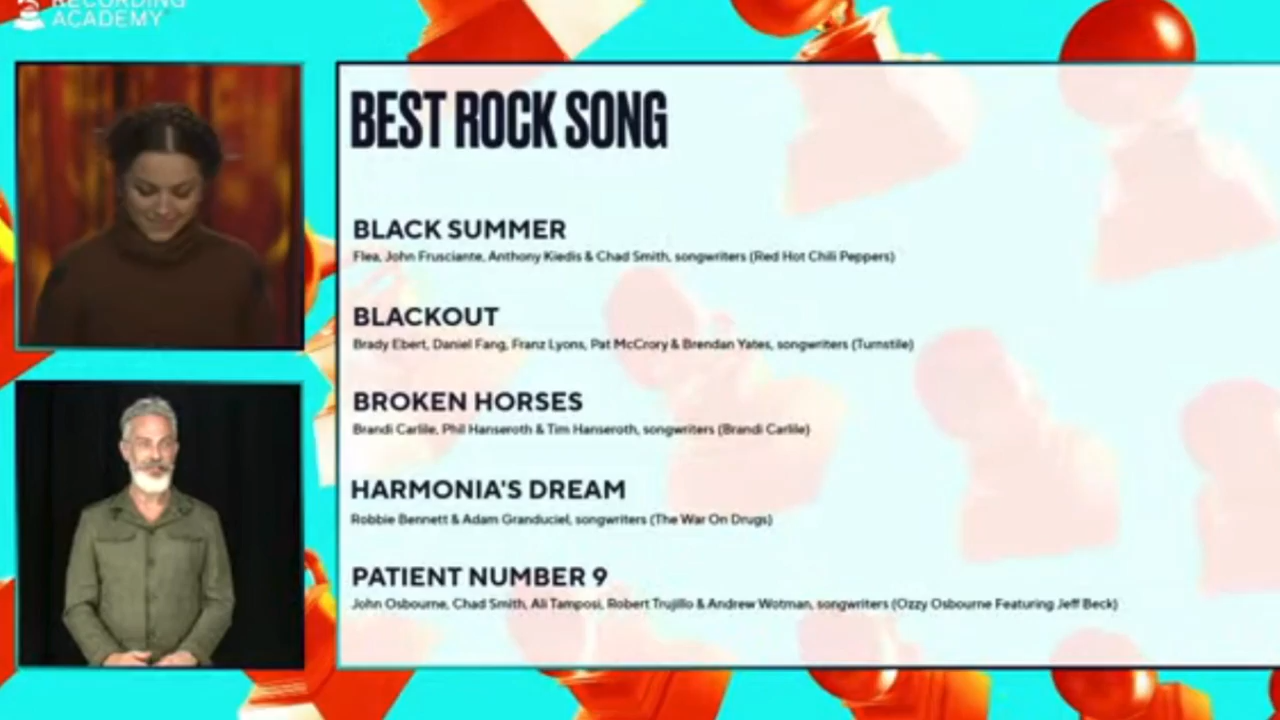 RECORDING
ACADEMY
BEST ROCK SONG
BLACK SUMMER
Flea, John Frusciante, Anthony Kiedis & Chad Smith, songwriters (Red Hot Chili Peppers)
BLACKOUT
Brady Ebert, Daniel Fang, Franz Lyons, Pat McCrory & Brendan Yates, songwriters (Turnstile)
BROKEN HORSES
Brandi Carlile, Phil Hanseroth & Tim Hanseroth, songwriters (Brandi Carlile)
HARMONIA'S DREAM
Robbie Bennett & Adam Granduciel, songwriters (The War On Drugs)
PATIENT NUMBER 9
John Osbourne, Chad Smith, Ali Tamposi, Robert Trujillo & Andrew Wotman, songwriters (Ozzy Osbourne Featuring Jeff Beck)